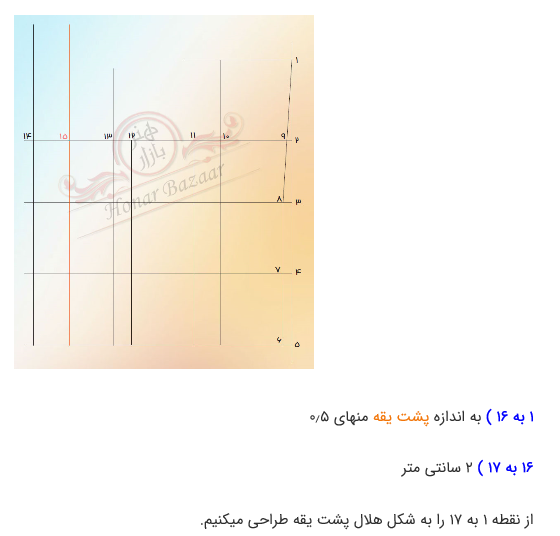 ۱
۱۴ ۱۵ ۱۳ ۱۲ ۱۱ ۱۰ ۹ ۲
هنر
بازار
Honar Bazaar
۸ ۳
۷ ۴
۶ ۵
۱ به ۱۶ ) به اندازه پشت یقه منهای ۰٫۵
۱۶ به ۱۷ ) ۲ سانتی متر
از نقطه ۱ به ۱۷ را به شکل هلال پشت یقه طراحی میکنیم.